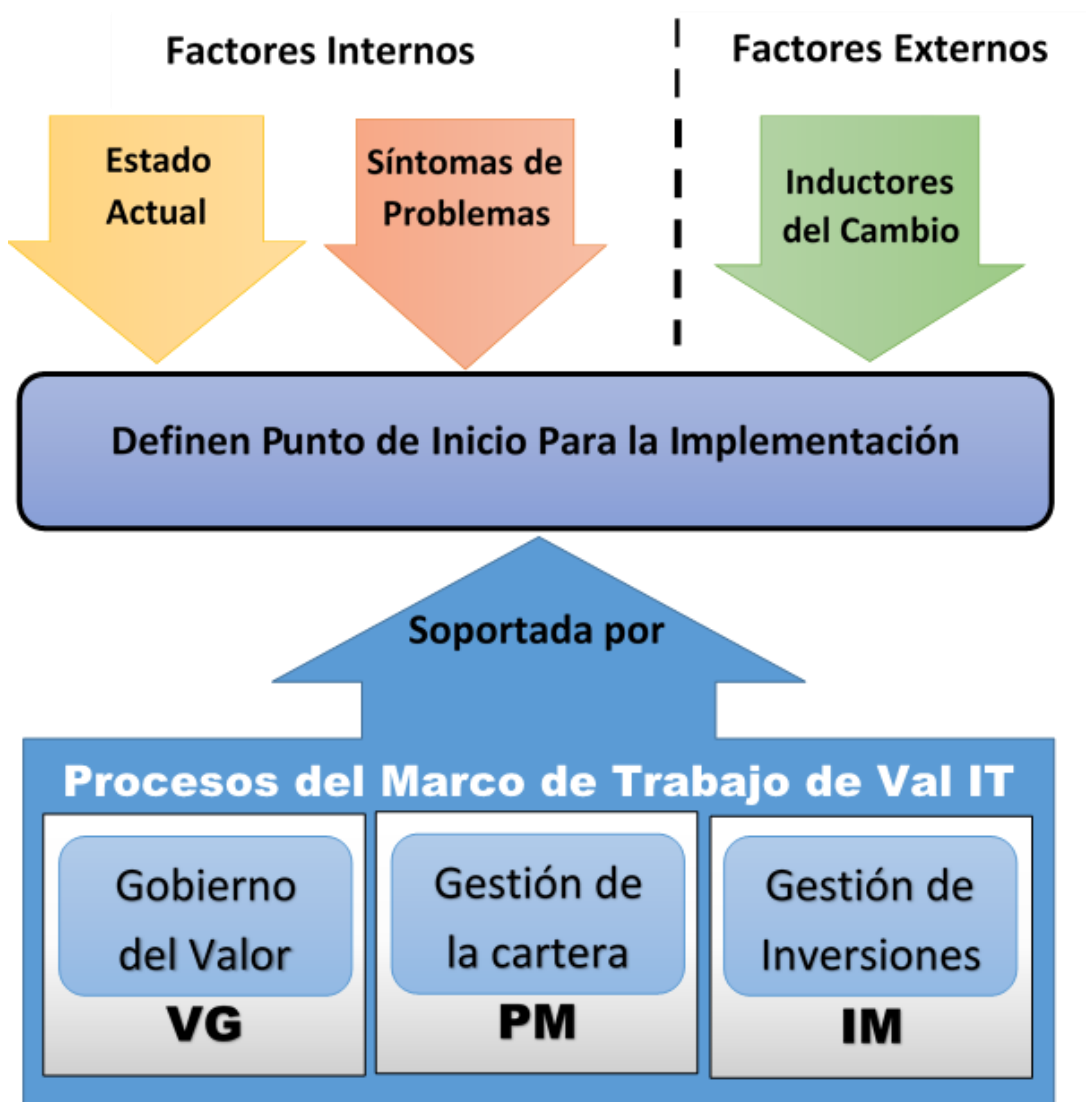 Factores Internos
Factores Externos
Estado
Actual
Síntomas de
Problemas
Inductores
del Cambio
Definen Punto de Inicio Para la Implementación
Soportada por
Procesos del Marco de Trabajo de Val IT
Gobierno
del Valor
VG
Gestión de
la cartera
PM
Gestión de
Inversiones
IM